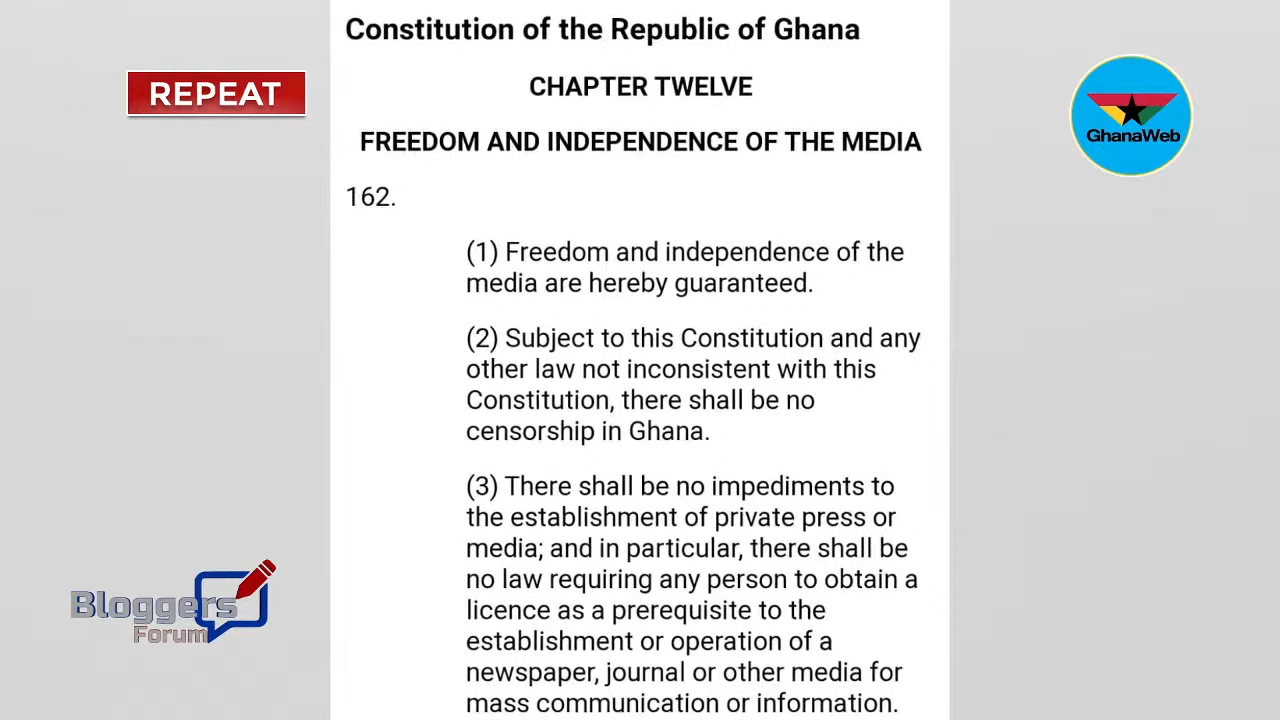 Constitution of the Republic of Ghana
REPEAT
CHAPTER TWELVE
GhanaWeb
FREEDOM AND INDEPENDENCE OF THE MEDIA
162.
(1) Freedom and independence of the
media are hereby guaranteed.
(2) Subject to this Constitution and any
other law not inconsistent with this
Constitution, there shall be no
censorship in Ghana.
(3) There shall be no impediments to
the establishment of private press or
media; and in particular, there shall be
no law requiring any person to obtain a
licence as a prerequisite to the
establishment or operation of a
newspaper, journal or other media for
mass communication or information.
Bloggers
Forum